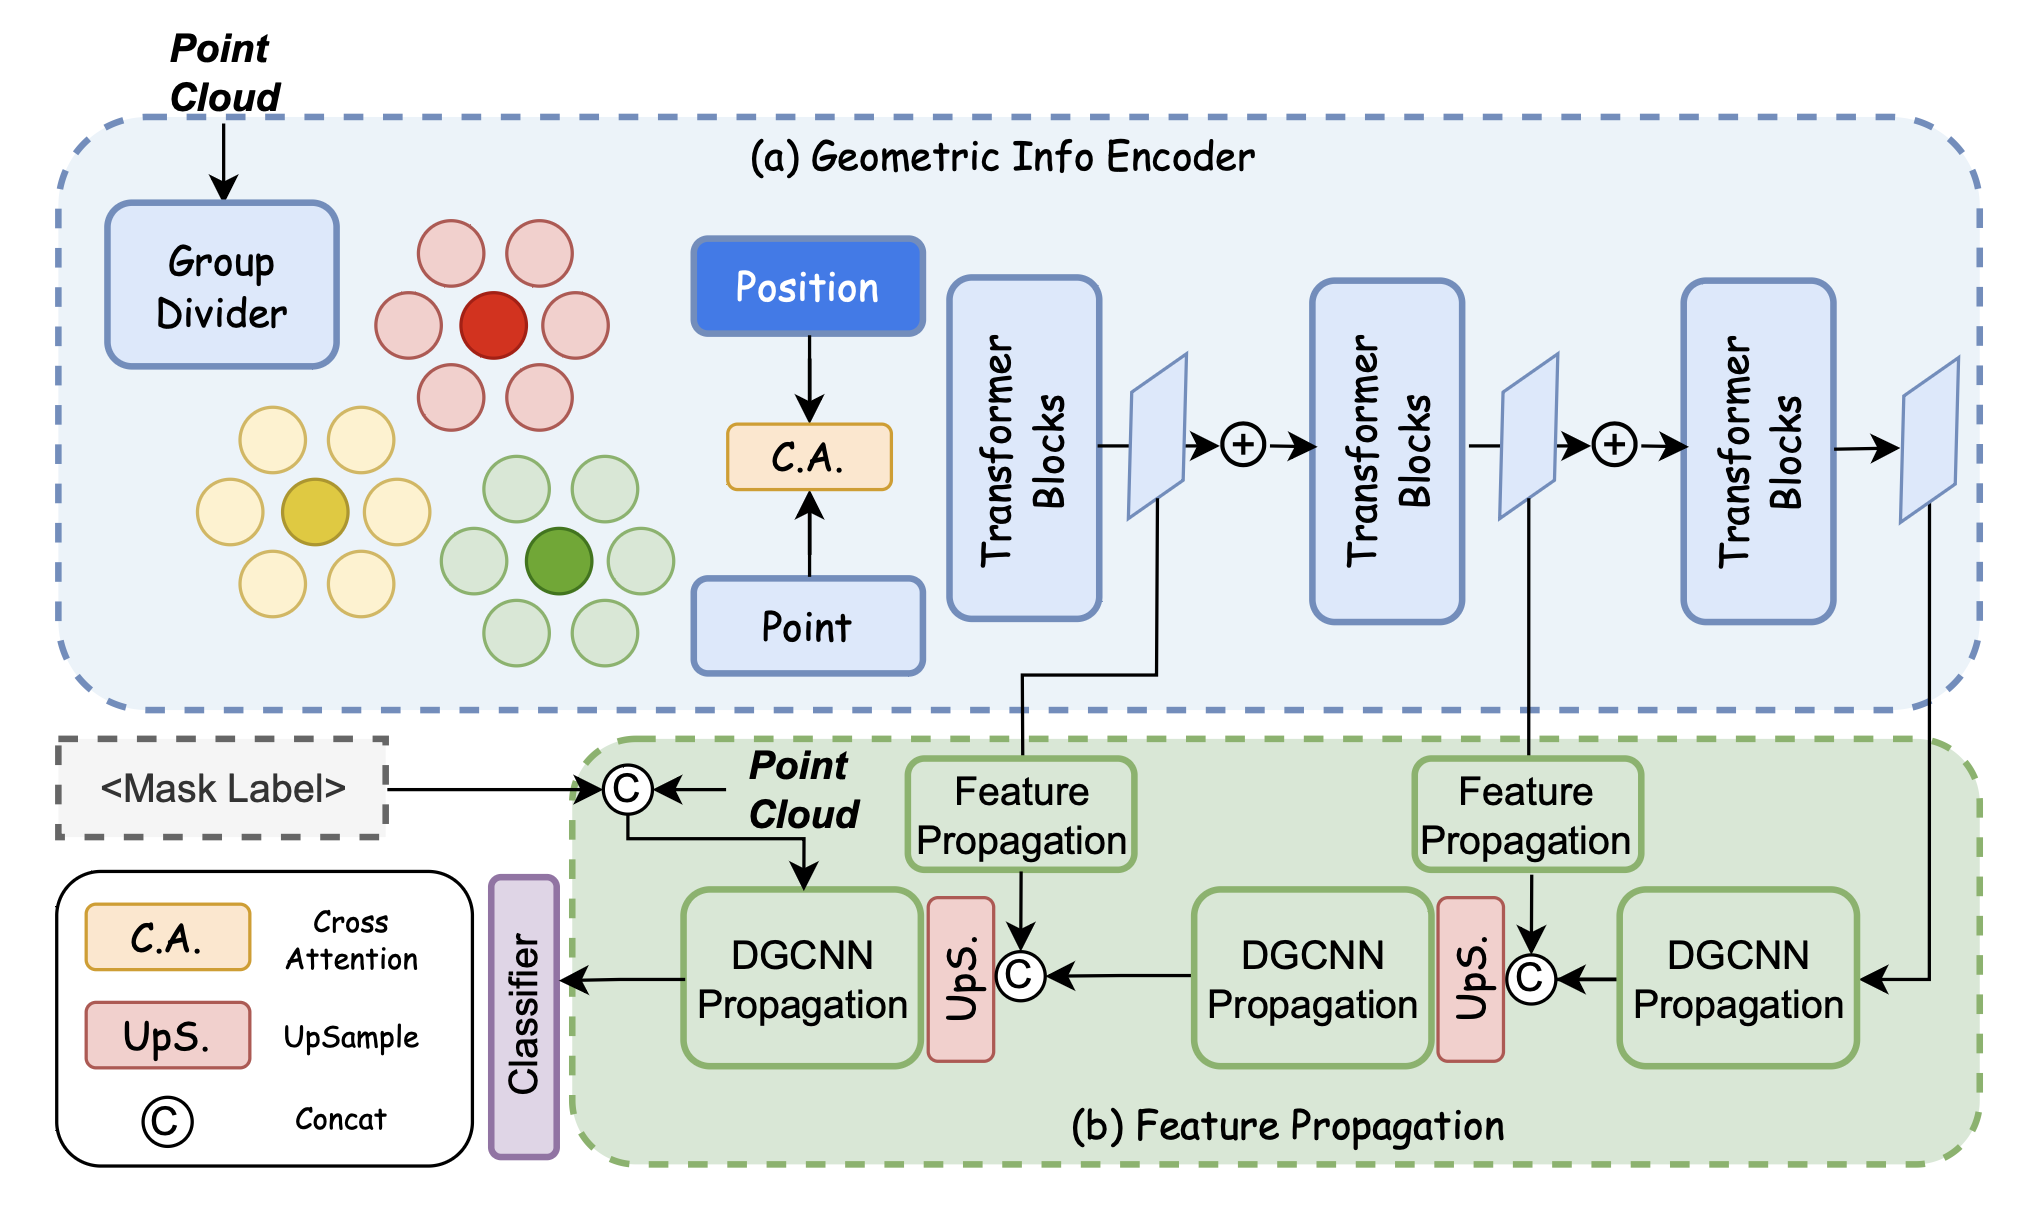 Point
Cloud
(a) Geometric Info Encoder
Group
Divider
Position
C.A.
Point
Transformer
Blocks
Transformer
Blocks
Transformer
Blocks
<Mask Label>
C
Point
Cloud
Feature
Propagation
Feature
Propagation
Classifier
DGCNN
Propagation
UpS.
C
DGCNN
Propagation
UpS.
C
DGCNN
Propagation
(b) Feature Propagation
C.A.
Cross
Attention
UpS.
UpSample
C
Concat